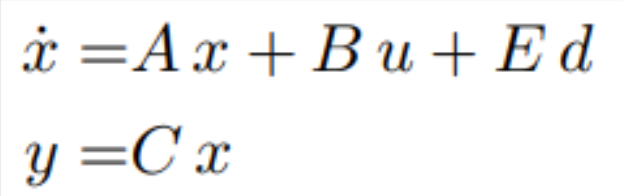 ẋ =A x + B u + E d
y =C x